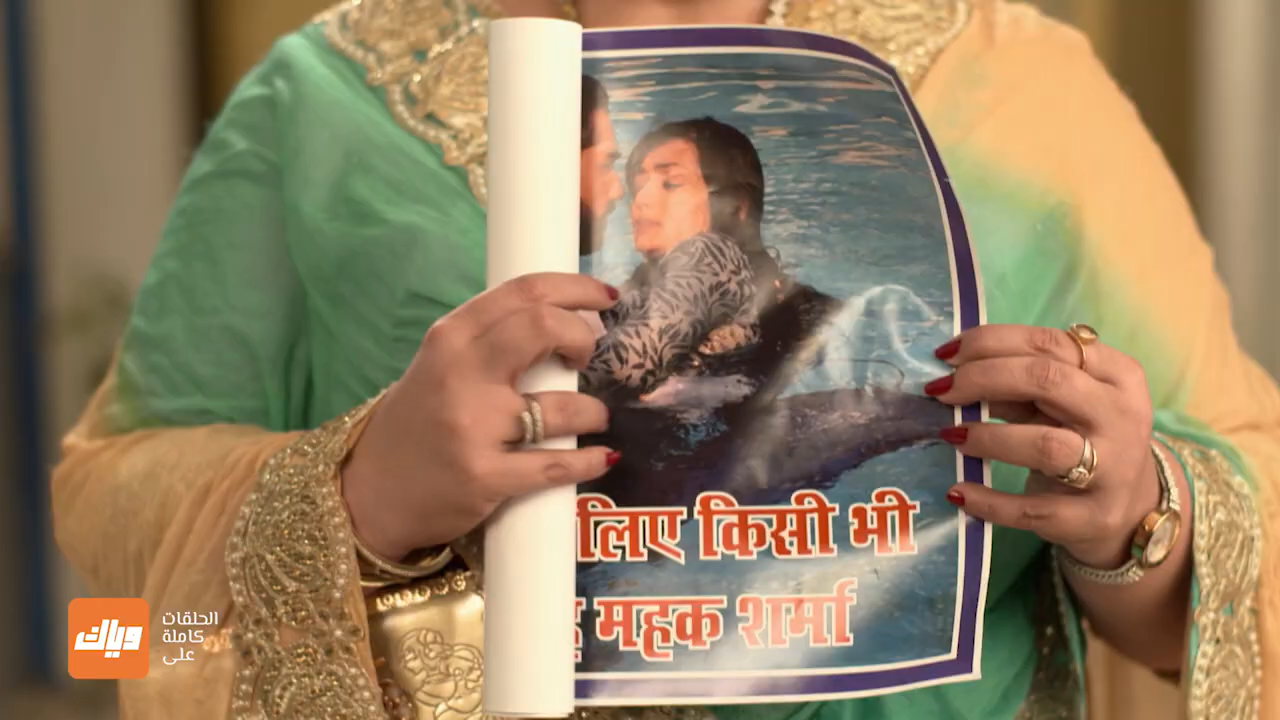 लिए किसी भी
महक शर्मा
وياك
الحلقات
كاملة
على